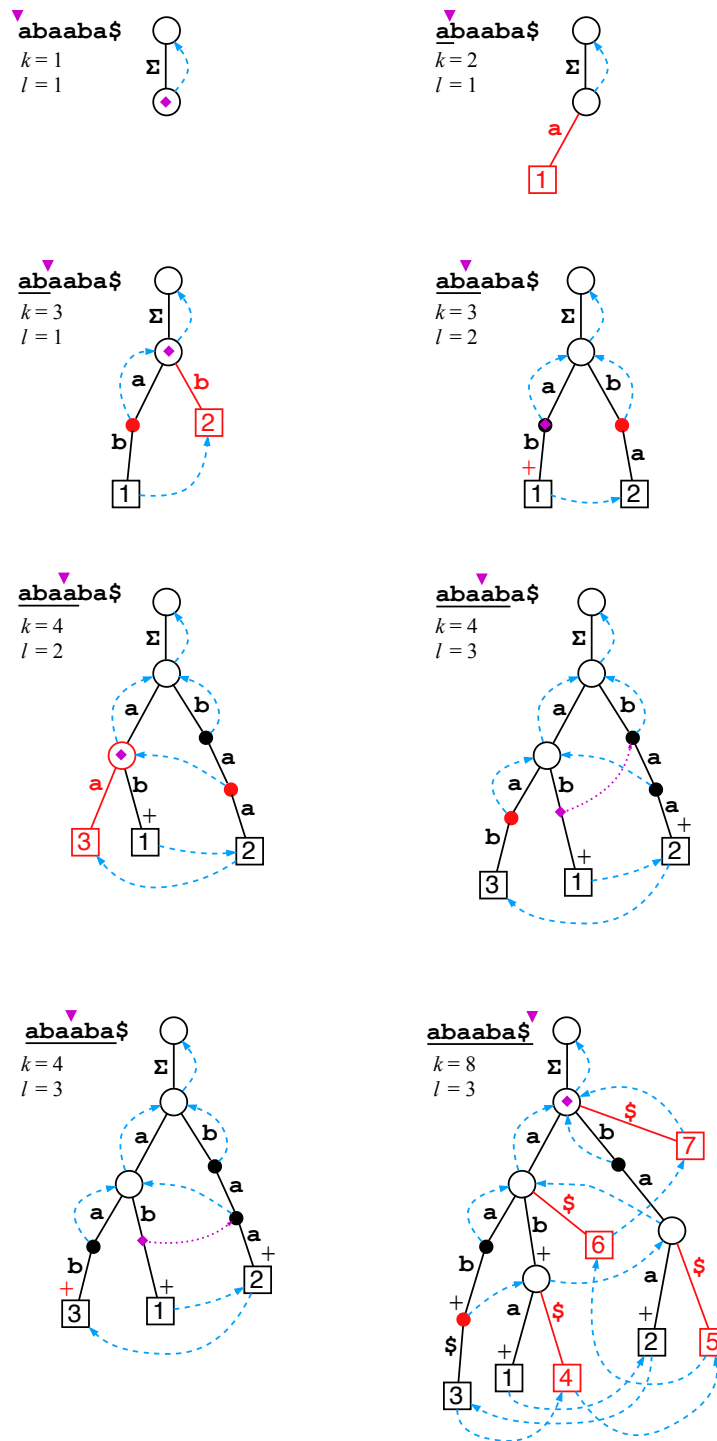 abaaba$
k = 1
l = 1
Σ
abaaba$
k = 2
l = 1
Σ
a
1
abaaba$
k = 3
l = 1
Σ
a
b
b
2
1
abaaba$
k = 3
l = 2
Σ
a
b
b
a
+
1
2
abaaba$
k = 4
l = 2
Σ
a
b
a
a
b
a
+
3
1
2
abaaba$
k = 4
l = 3
Σ
a
b
a
a
b
a
b
+
+
2
3
1
abaaba$
k = 4
l = 3
Σ
a
b
a
a
b
a
b
+
+
+
2
3
1
abaaba$
k = 8
l = 3
Σ
$
a
b
7
a
a
$
b
6
$
b
+
a
+
a
$
+
+
$
1
4
2
5
3